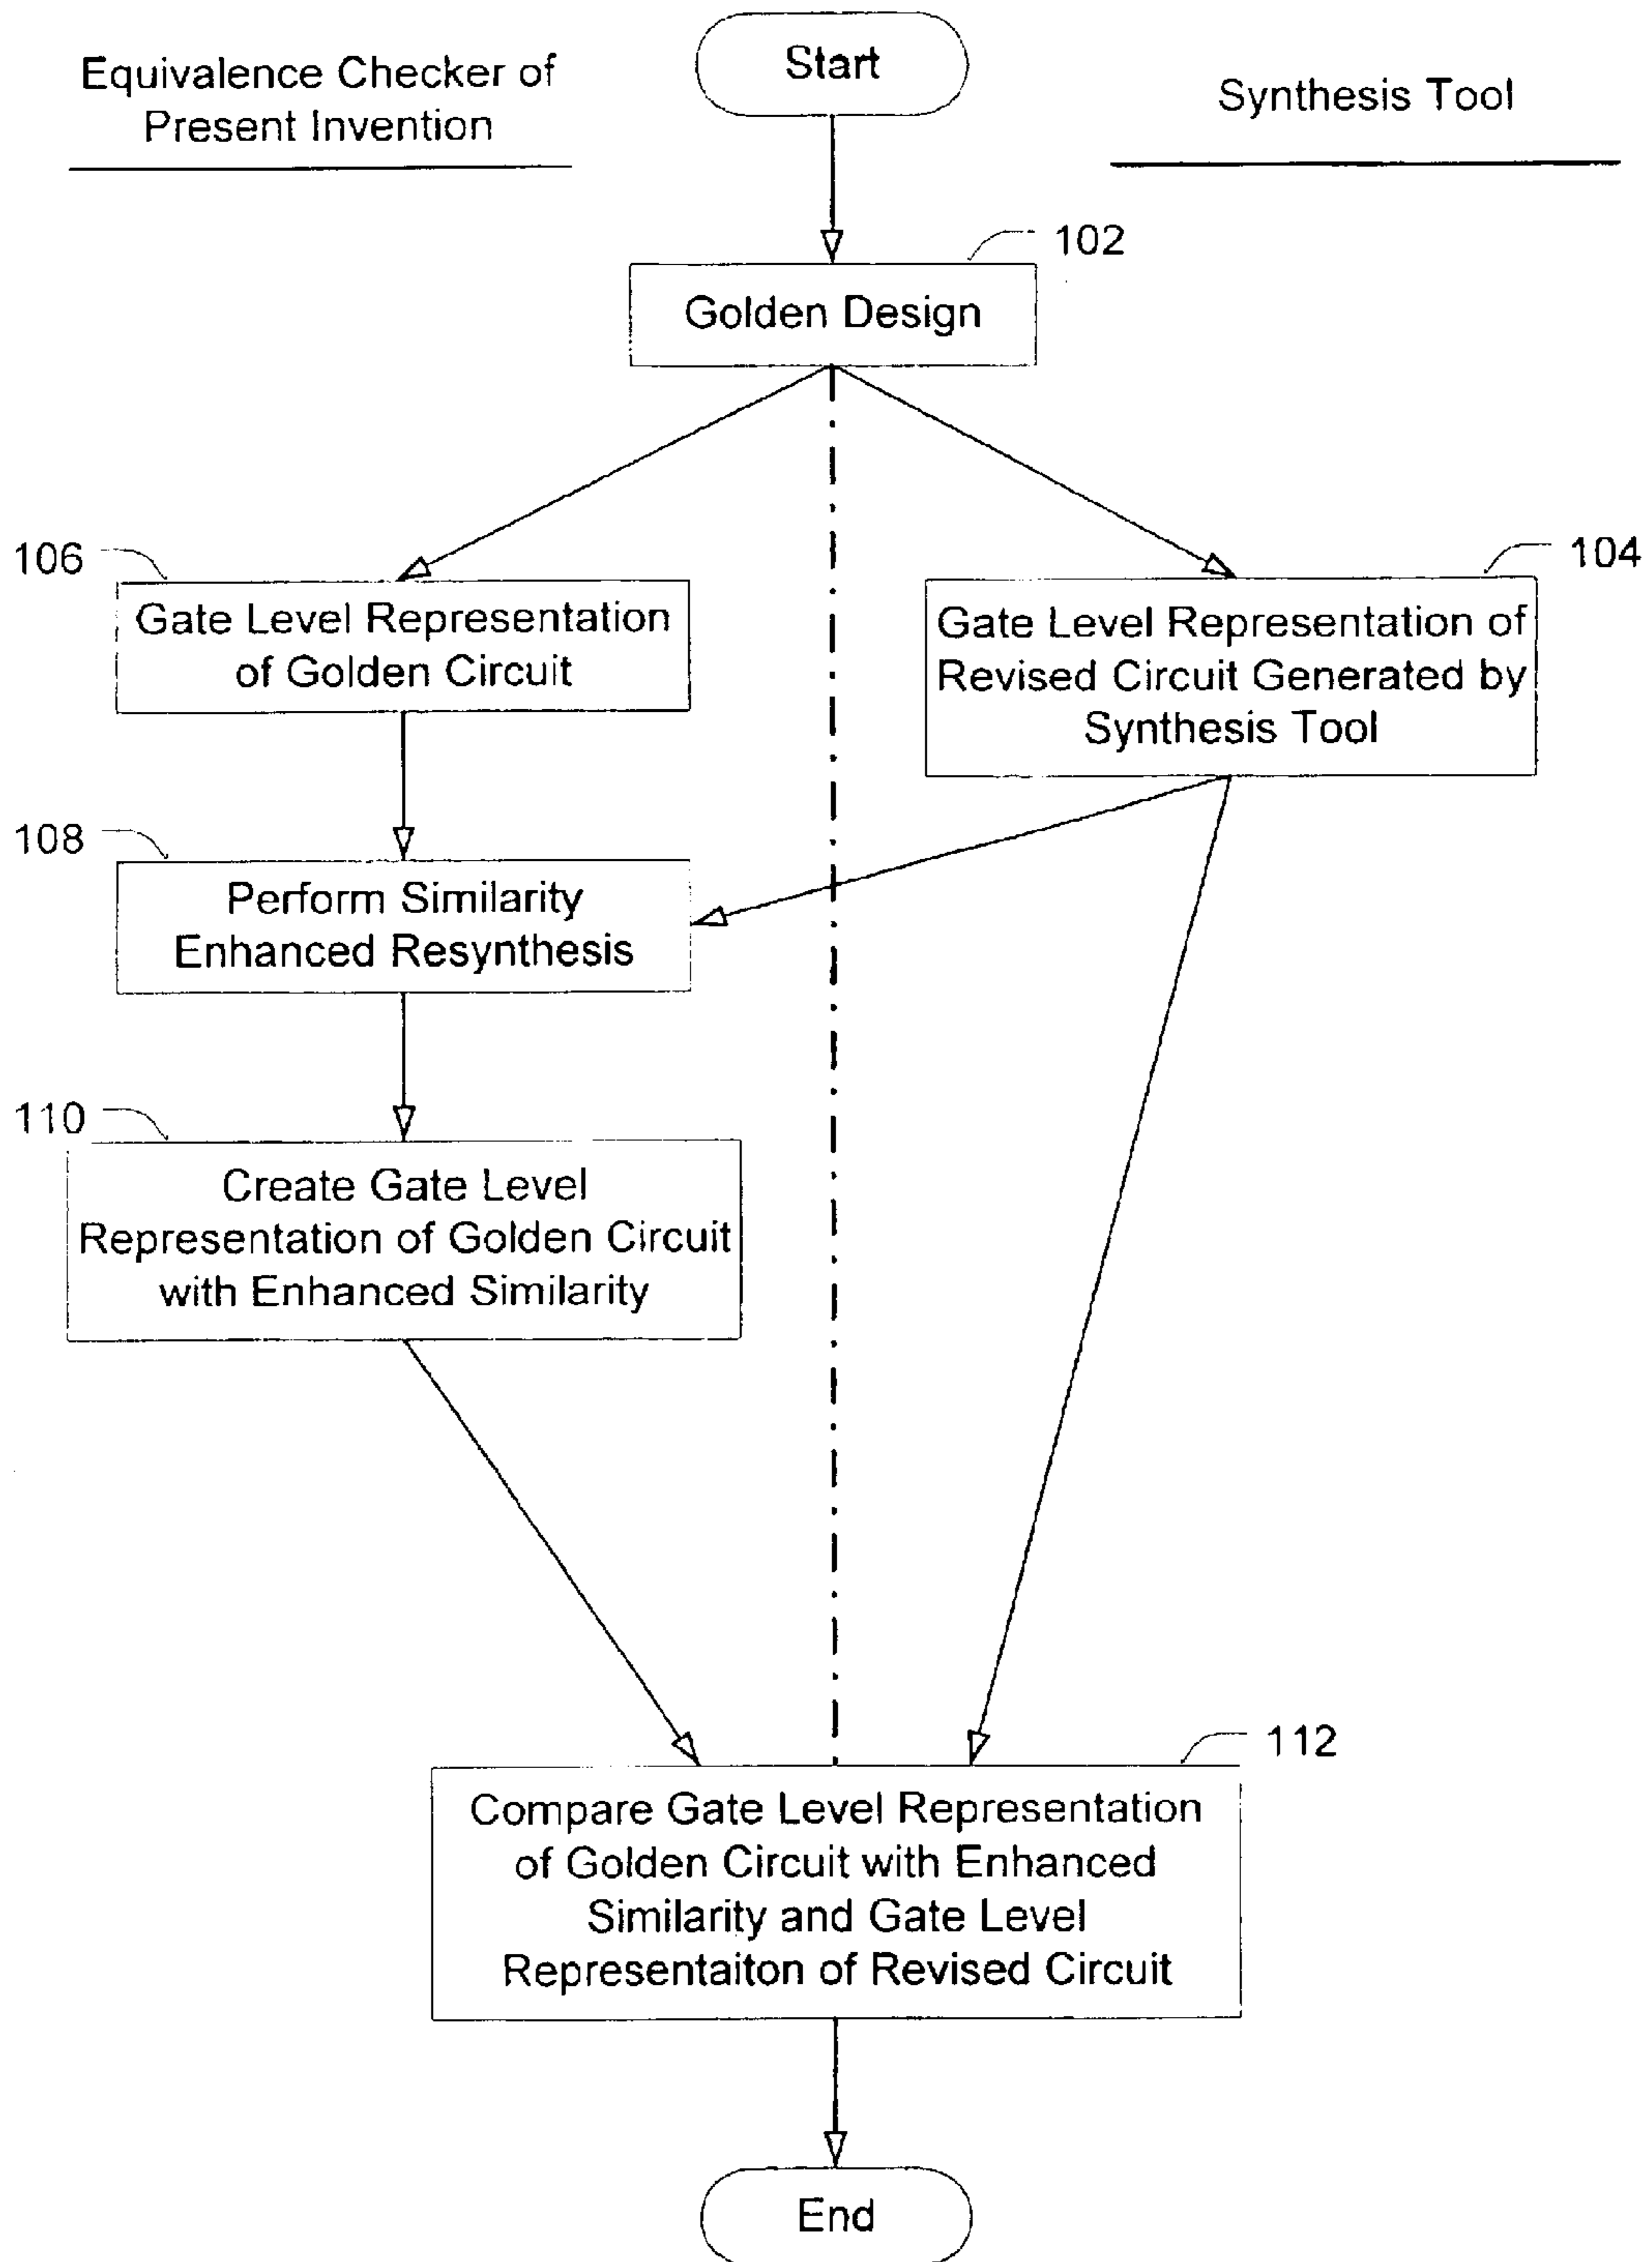 Equivalence Checker of
Present Invention
Start
Synthesis Tool
102
Golden Design
106
Gate Level Representation
of Golden Circuit
104
Gate Level Representation of
Revised Circuit Generated by
Synthesis Tool
108
Perform Similarity
Enhanced Resynthesis
110
Create Gate Level
Representation of Golden Circuit
with Enhanced Similarity
112
Compare Gate Level Representation
of Golden Circuit with Enhanced
Similarity and Gate Level
Representaiton of Revised Circuit
End